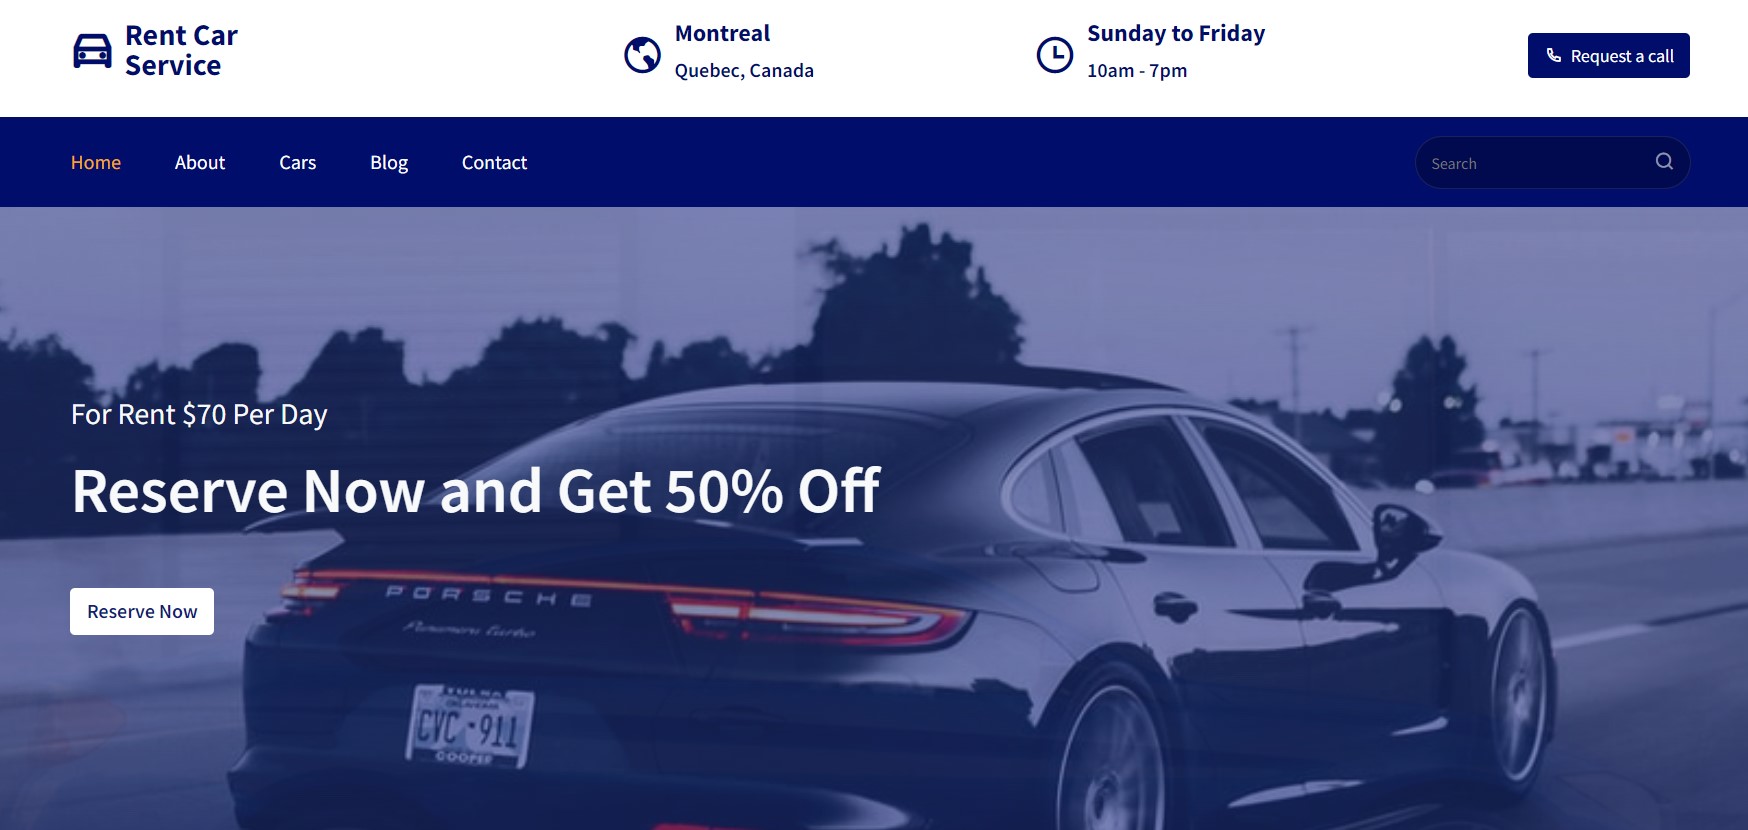 Rent Car
Service
Montreal
Quebec, Canada
Sunday to Friday
10am - 7pm
Request a call
Home
About
Cars
Blog
Contact
Search
For Rent $70 Per Day
Reserve Now and Get 50% Off
Reserve Now
PORSCHE
Panamera turbo
TULSA
OKLAHOMA
CVC-911
COOPER